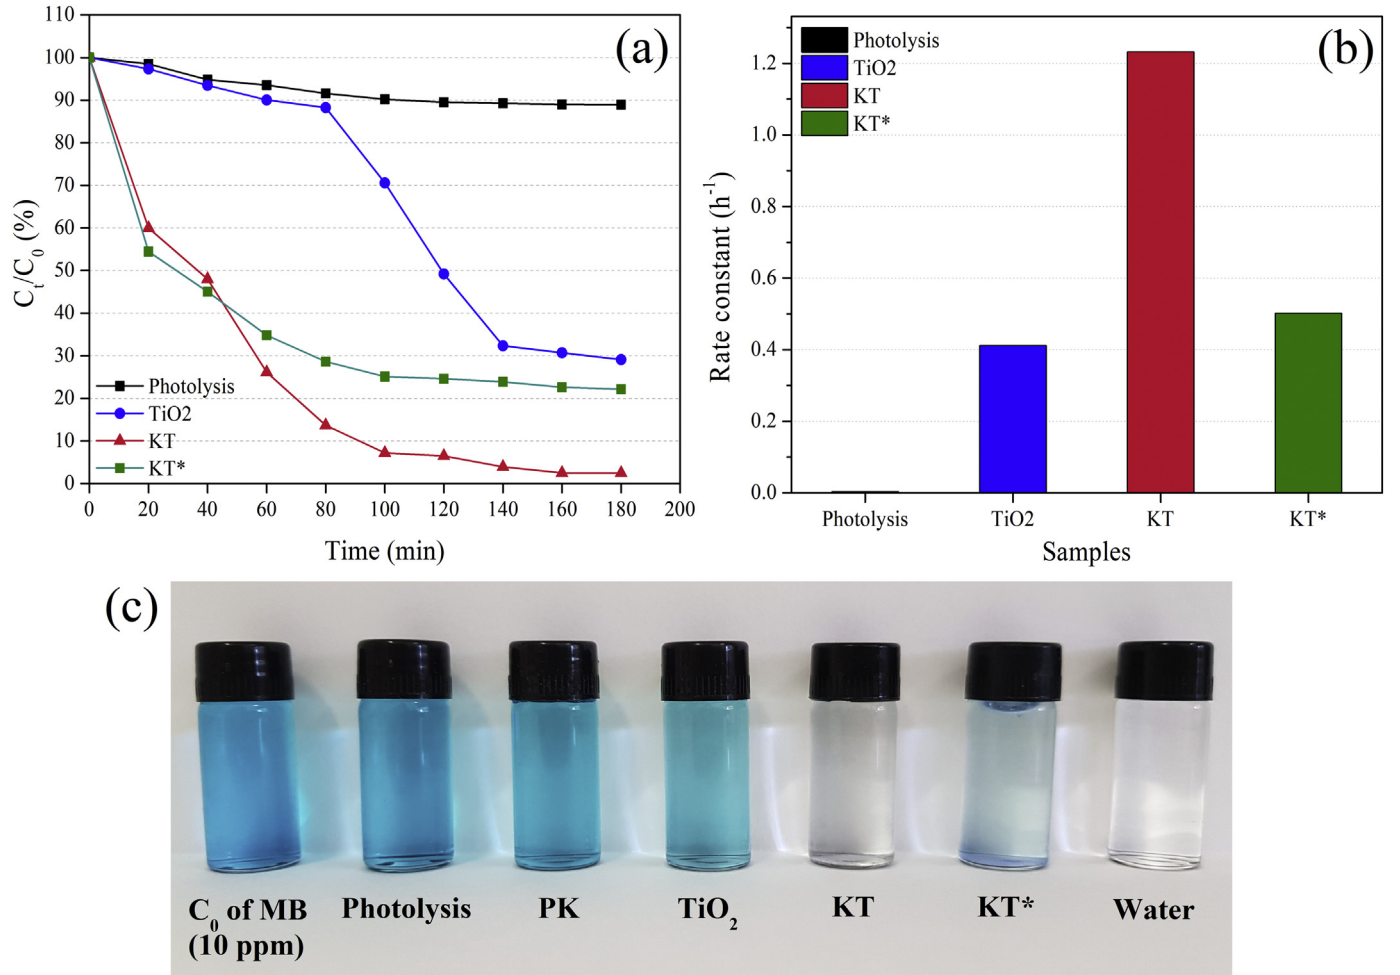 (a)
110
100
90
80
70
60
50
40
30
20
10
0
Ct/C0 (%)
Photolysis
TiO2
KT
KT*
0 20 40 60 80 100 120 140 160 180 200
Time (min)
(b)
Photolysis
TiO2
KT
KT*
1.2
1.0
0.8
0.6
0.4
0.2
0.0
Rate constant (h-1)
Photolysis TiO2 KT KT*
Samples
(c)
C0 of MB Photolysis PK TiO2 KT KT* Water
(10 ppm)